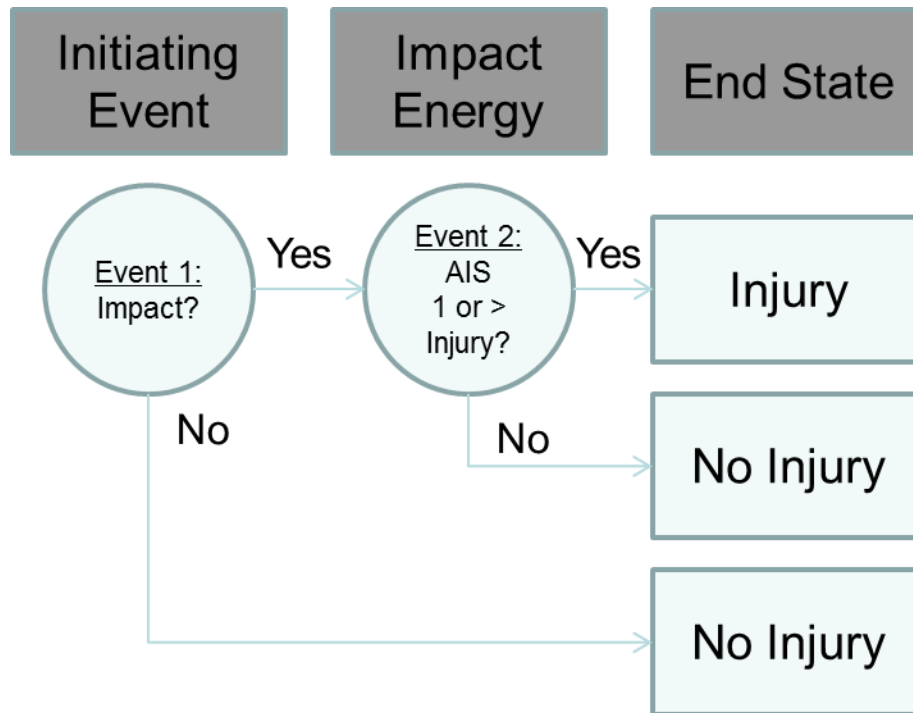 Initiating
Event
Impact
Energy
End State
Event 1:
Impact?
Yes
Event 2:
AIS
1 or >
Injury?
Yes
Injury
No
No
No Injury
No Injury